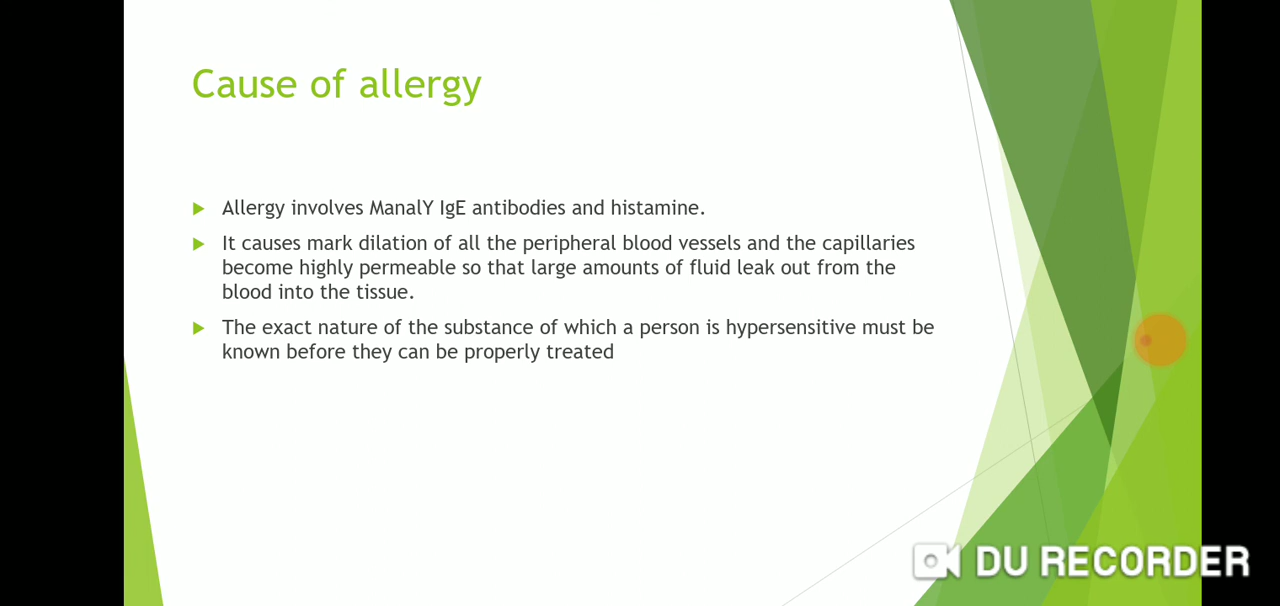 Cause of allergy
Allergy involves ManalY IgE antibodies and histamine.
It causes mark dilation of all the peripheral blood vessels and the capillaries
become highly permeable so that large amounts of fluid leak out from the
blood into the tissue.
The exact nature of the substance of which a person is hypersensitive must be
known before they can be properly treated
DU RECORDER